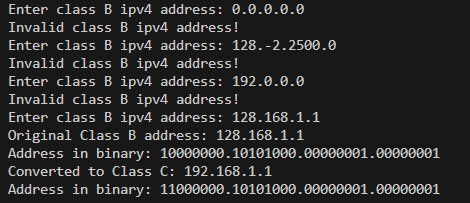 Enter class B ipv4 address: 0.0.0.0.0
Invalid class B ipv4 address!
Enter class B ipv4 address: 128.-2.2500.0
Invalid class B ipv4 address!
Enter class B ipv4 address: 192.0.0.0
Invalid class B ipv4 address!
Enter class B ipv4 address: 128.168.1.1
Original Class B address: 128.168.1.1
Address in binary: 10000000.10101000.00000001.00000001
Converted to Class C: 192.168.1.1
Address in binary: 11000000.10101000.00000001.00000001